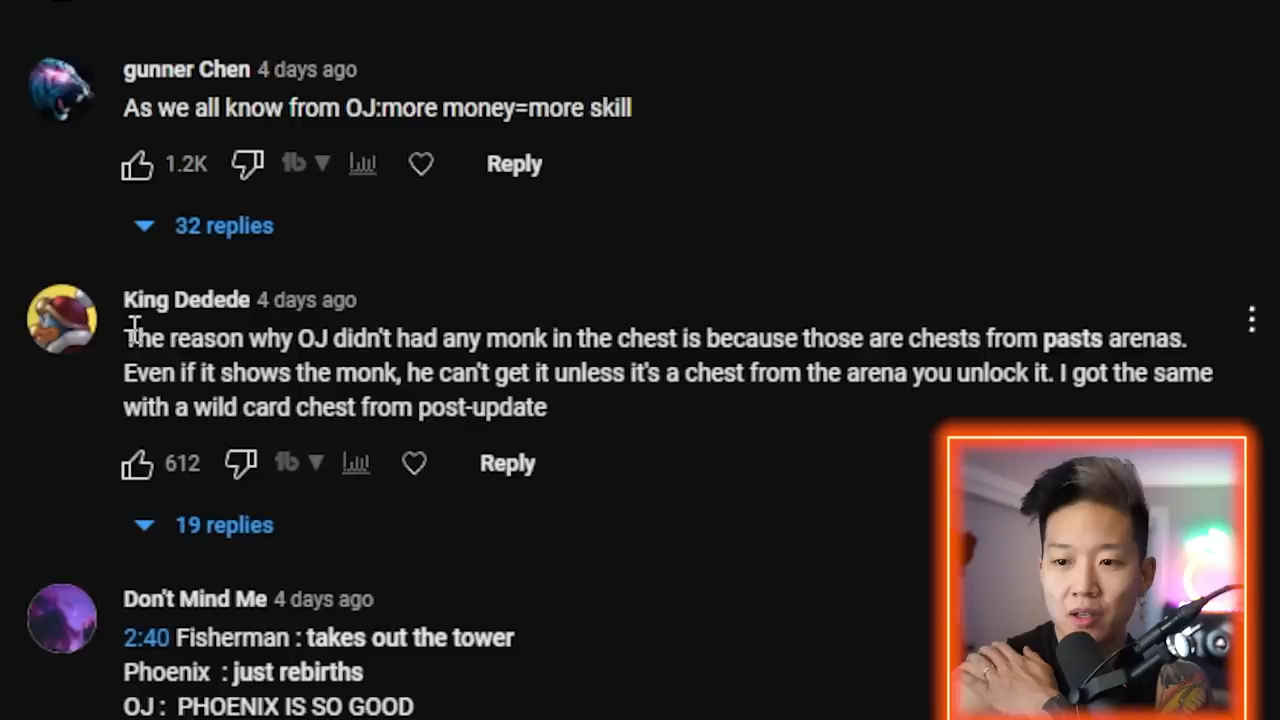 gunner Chen 4 days ago
As we all know from OJ:more money=more skill
1.2K Reply
32 replies
King Dedede 4 days ago
The reason why OJ didn't had any monk in the chest is because those are chests from pasts arenas.
Even if it shows the monk, he can't get it unless it's a chest from the arena you unlock it. I got the same
with a wild card chest from post-update
612 Reply
19 replies
Don't Mind Me 4 days ago
2:40 Fisherman : takes out the tower
Phoenix : just rebirths
OJ : PHOENIX IS SO GOOD